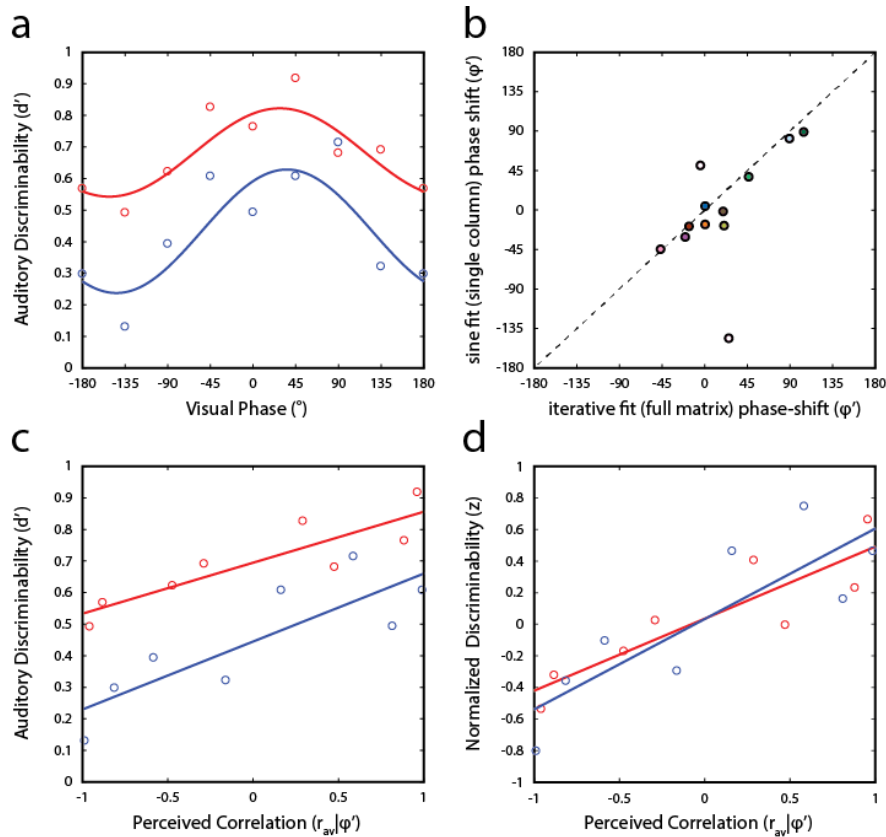 a
1
0.9
0.8
0.7
0.6
0.5
0.4
0.3
0.2
0.1
0
Auditory Discriminability (d')
-180 -135 -90 -45 0 45 90 135 180
Visual Phase (°)
b
180
135
90
45
0
-45
-90
-135
-180
sine fit (single column) phase shift (φ')
-180 -135 -90 -45 0 45 90 135 180
iterative fit (full matrix) phase-shift (φ')
c
1
0.9
0.8
0.7
0.6
0.5
0.4
0.3
0.2
0.1
0
Auditory Discriminability (d')
-1 -0.5 0 0.5 1
Perceived Correlation (rav|φ')
d
1
0.8
0.6
0.4
0.2
0
-0.2
-0.4
-0.6
-0.8
-1
Normalized Discriminability (z)
-1 -0.5 0 0.5 1
Perceived Correlation (rav|φ')